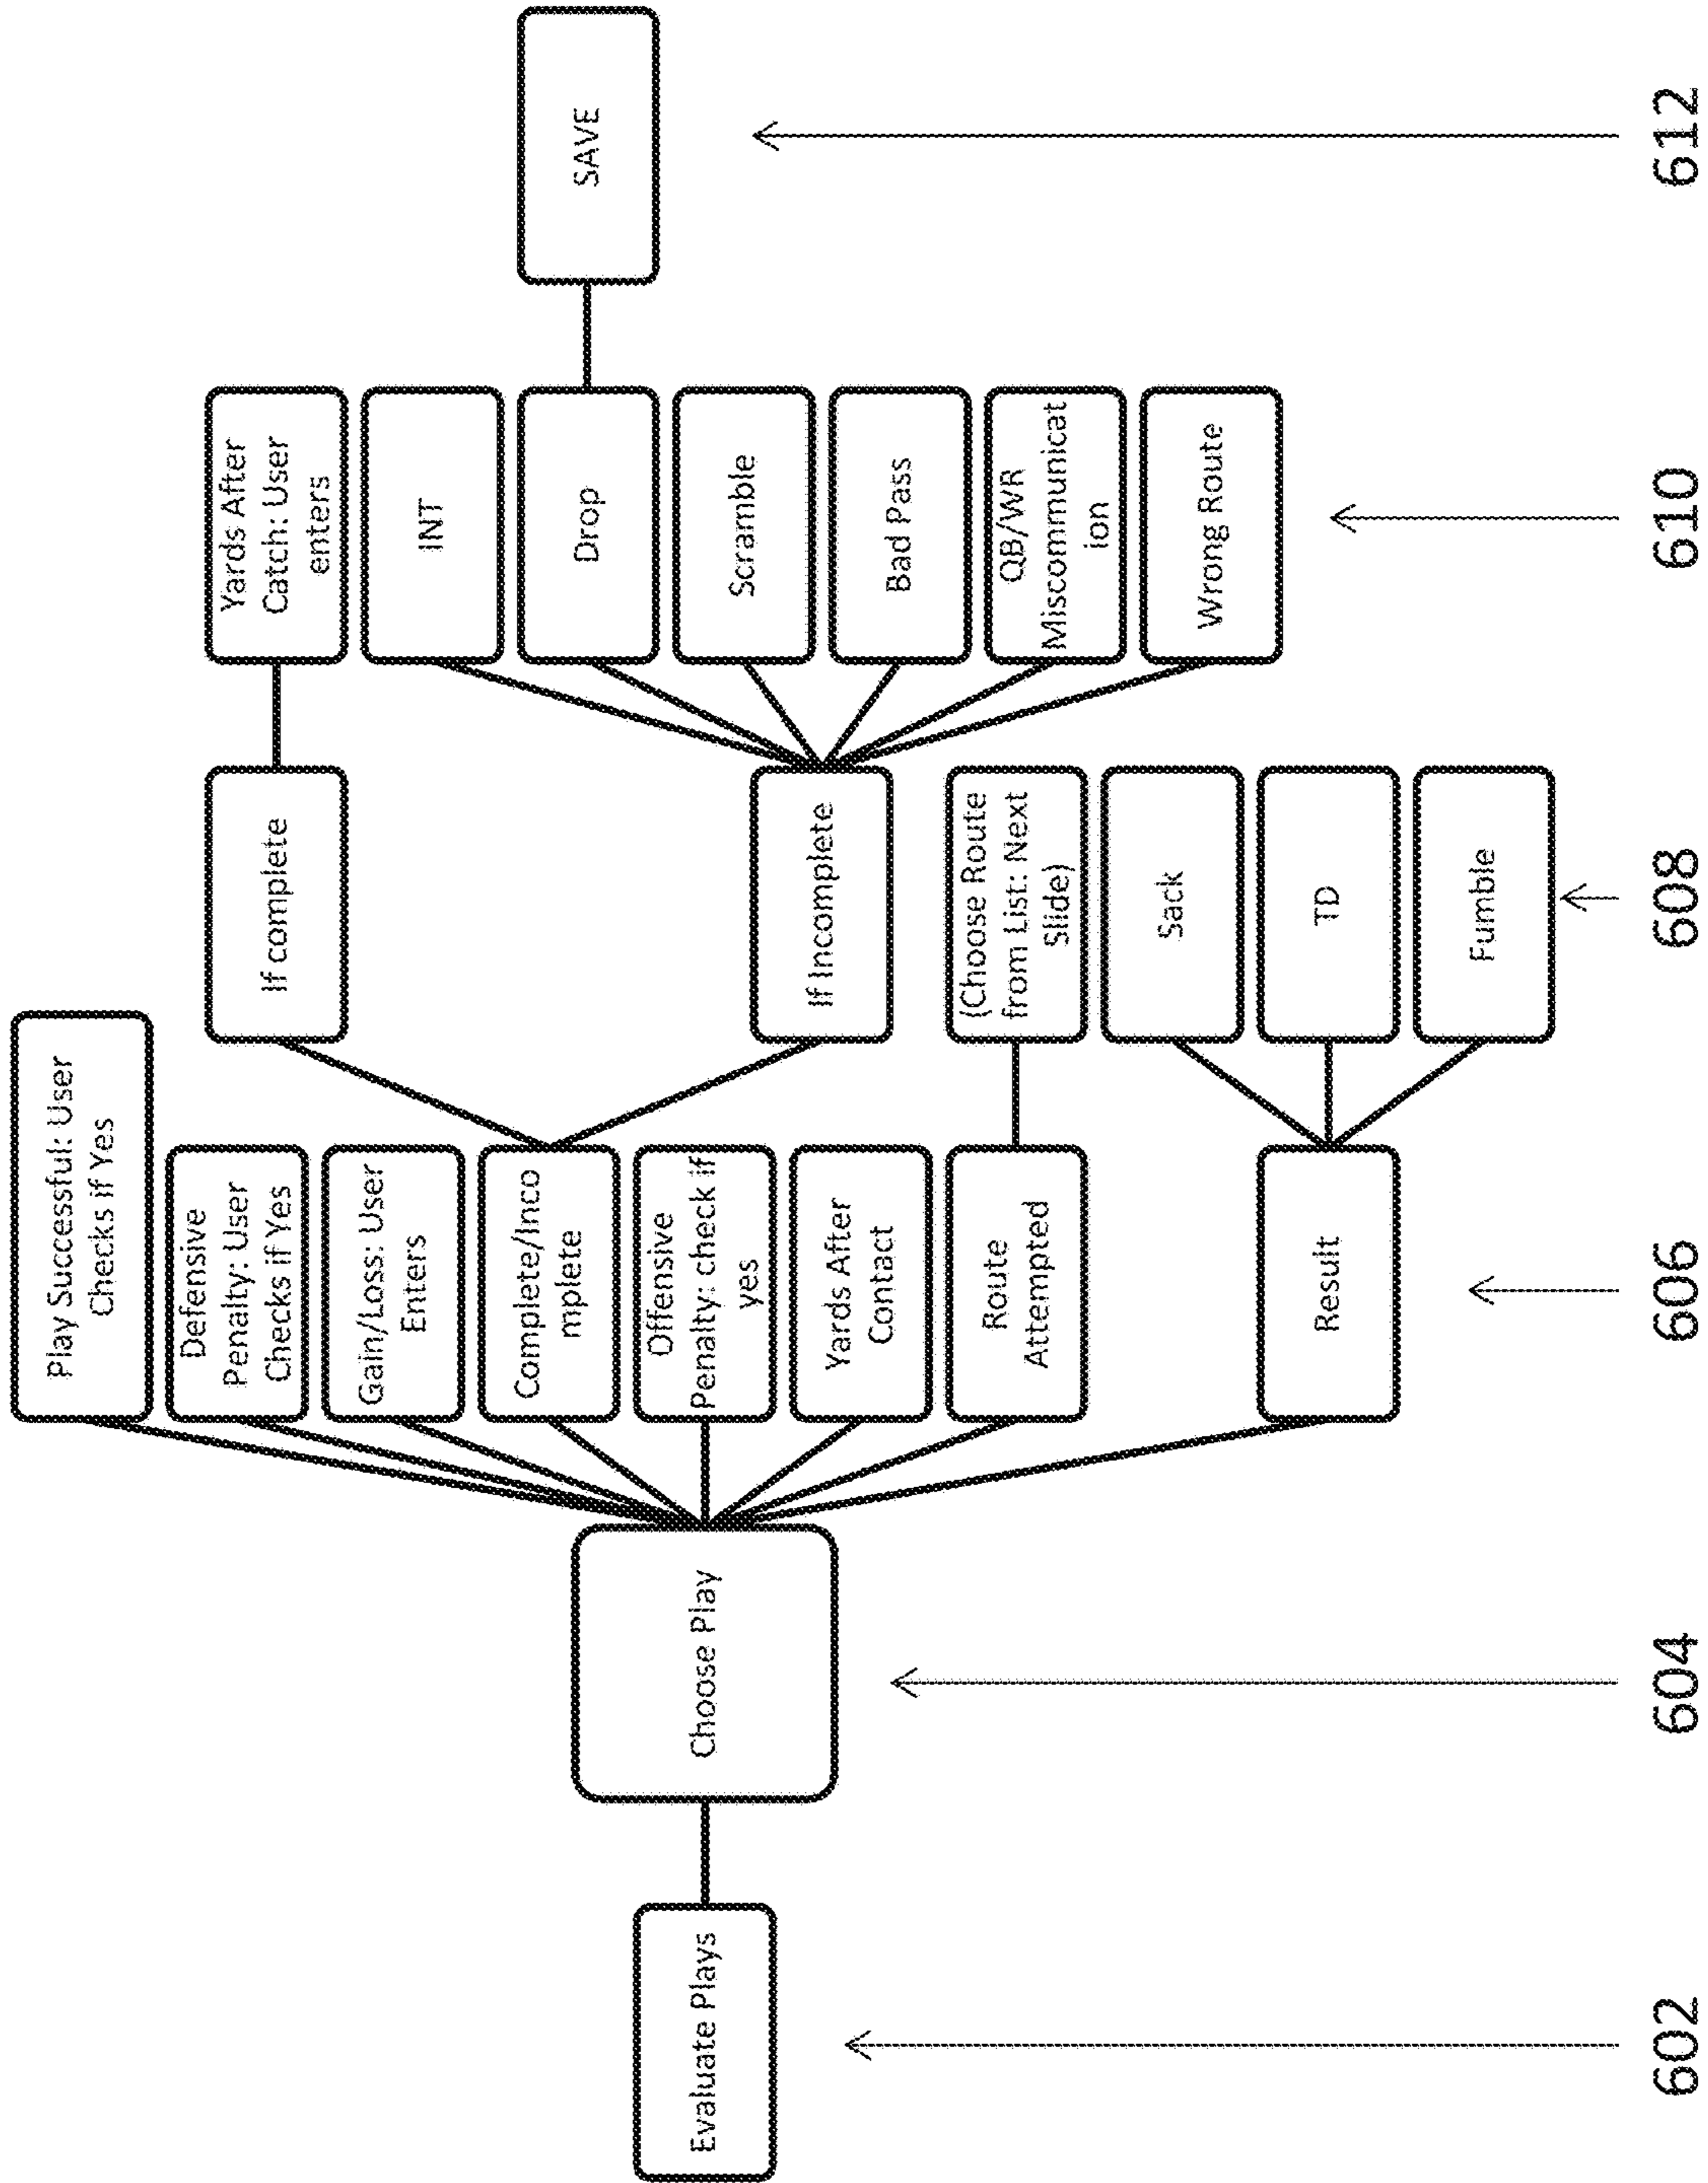 Evaluate Plays
Choose Play
Play Successful: User
Checks if Yes
Defensive
Penalty: User
Checks if Yes
Gain/Loss: User
Enters
Complete/Inco
mplete
Offensive
Penalty: check if
yes
Yards After
Contact
Route
Attempted
Result
If complete
If Incomplete
(Choose Route
from List: Next
Slide)
Sack
TD
Fumble
Yards After
Catch: User
enters
INT
Drop
Scramble
Bad Pass
QB/WR
Miscommunicat
ion
Wrong Route
SAVE
602
604
606
608
610
612